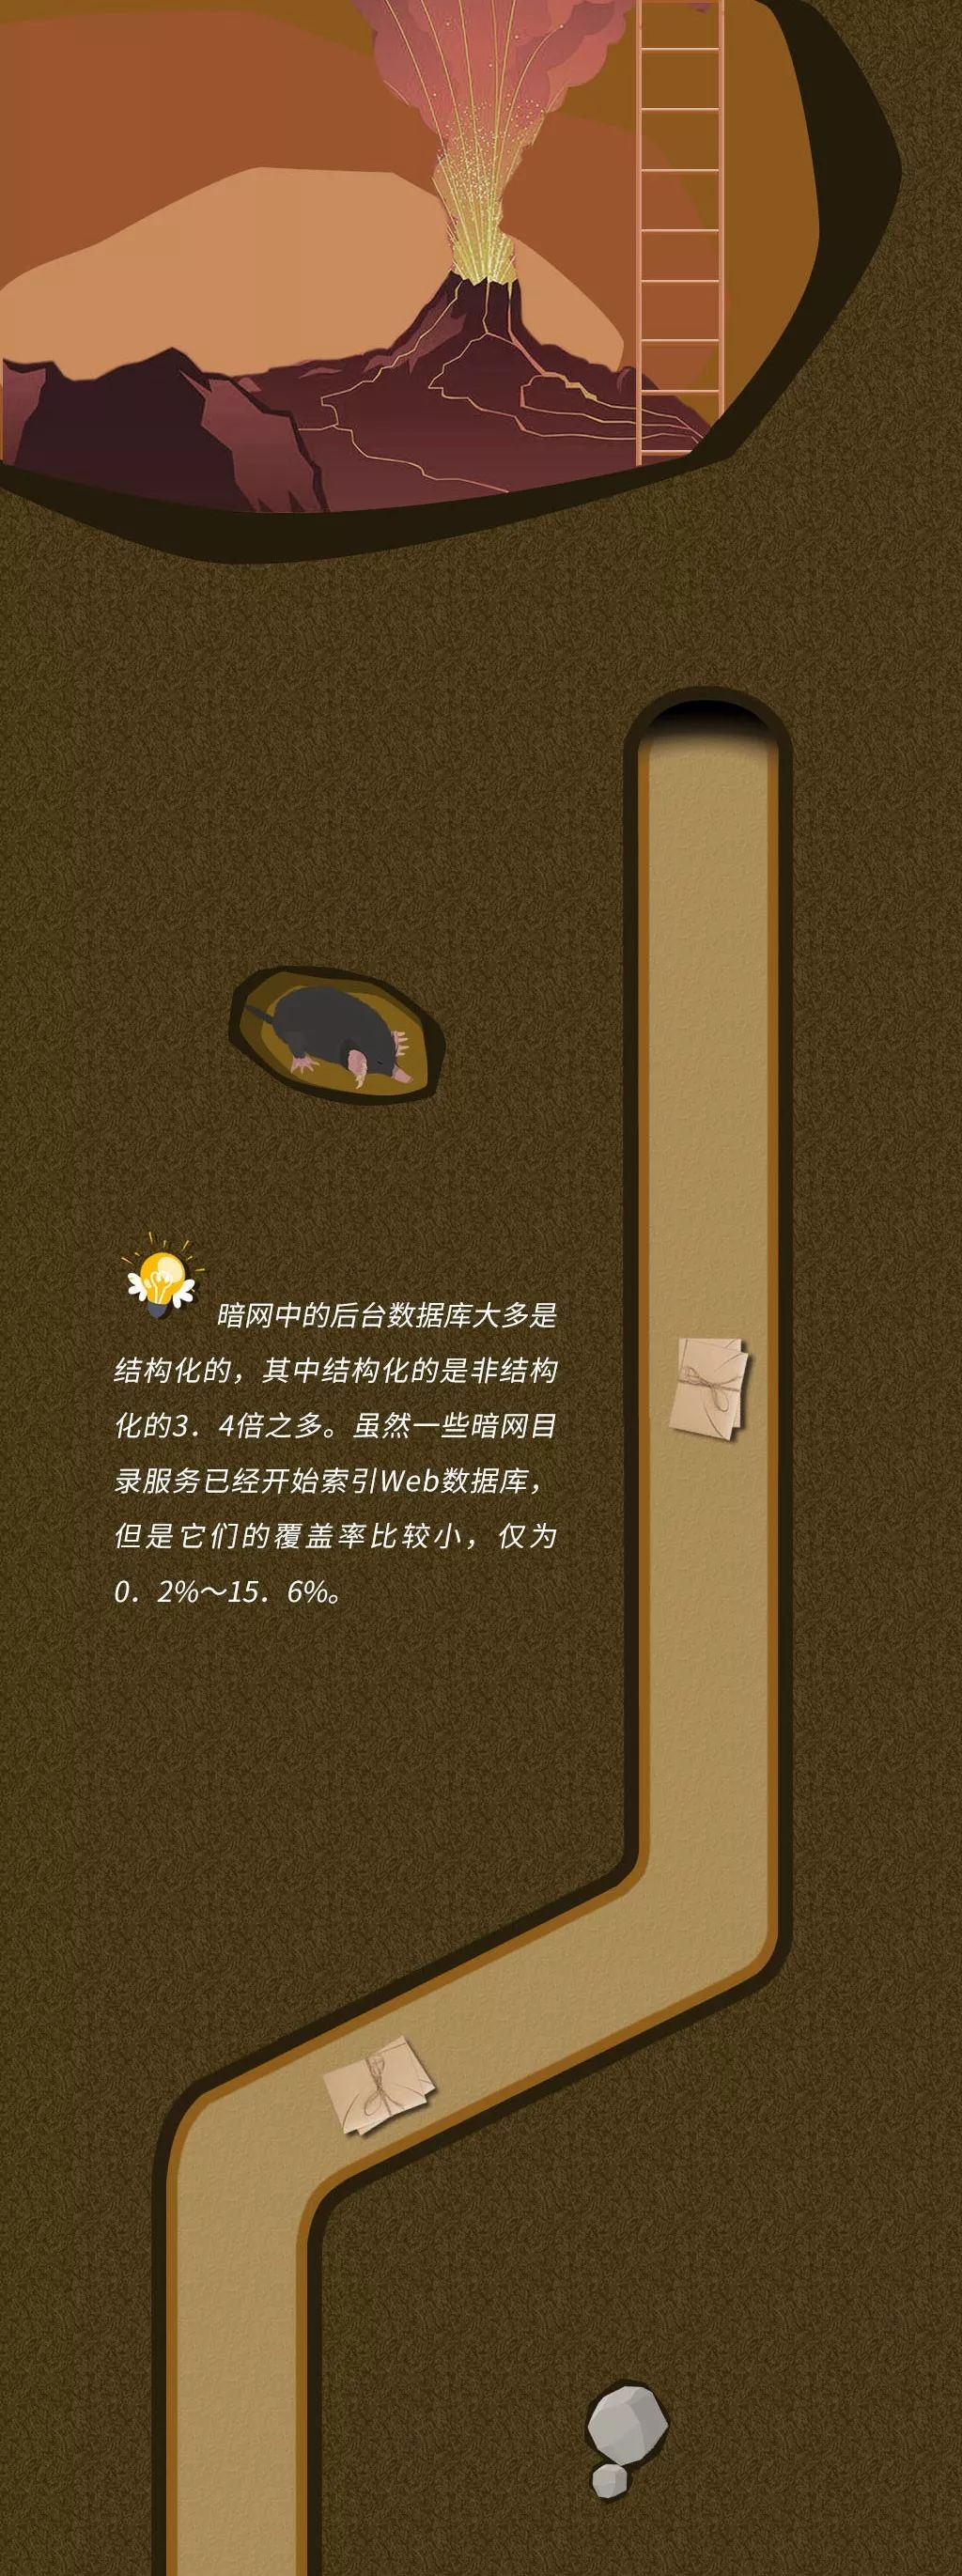 暗网中的后台数据库大多是
结构化的，其中结构化的是非结构
化的3．4倍之多。虽然一些暗网目
录服务已经开始索引Web数据库，
但是它们的覆盖率比较小，仅为
0．2%～15．6%。